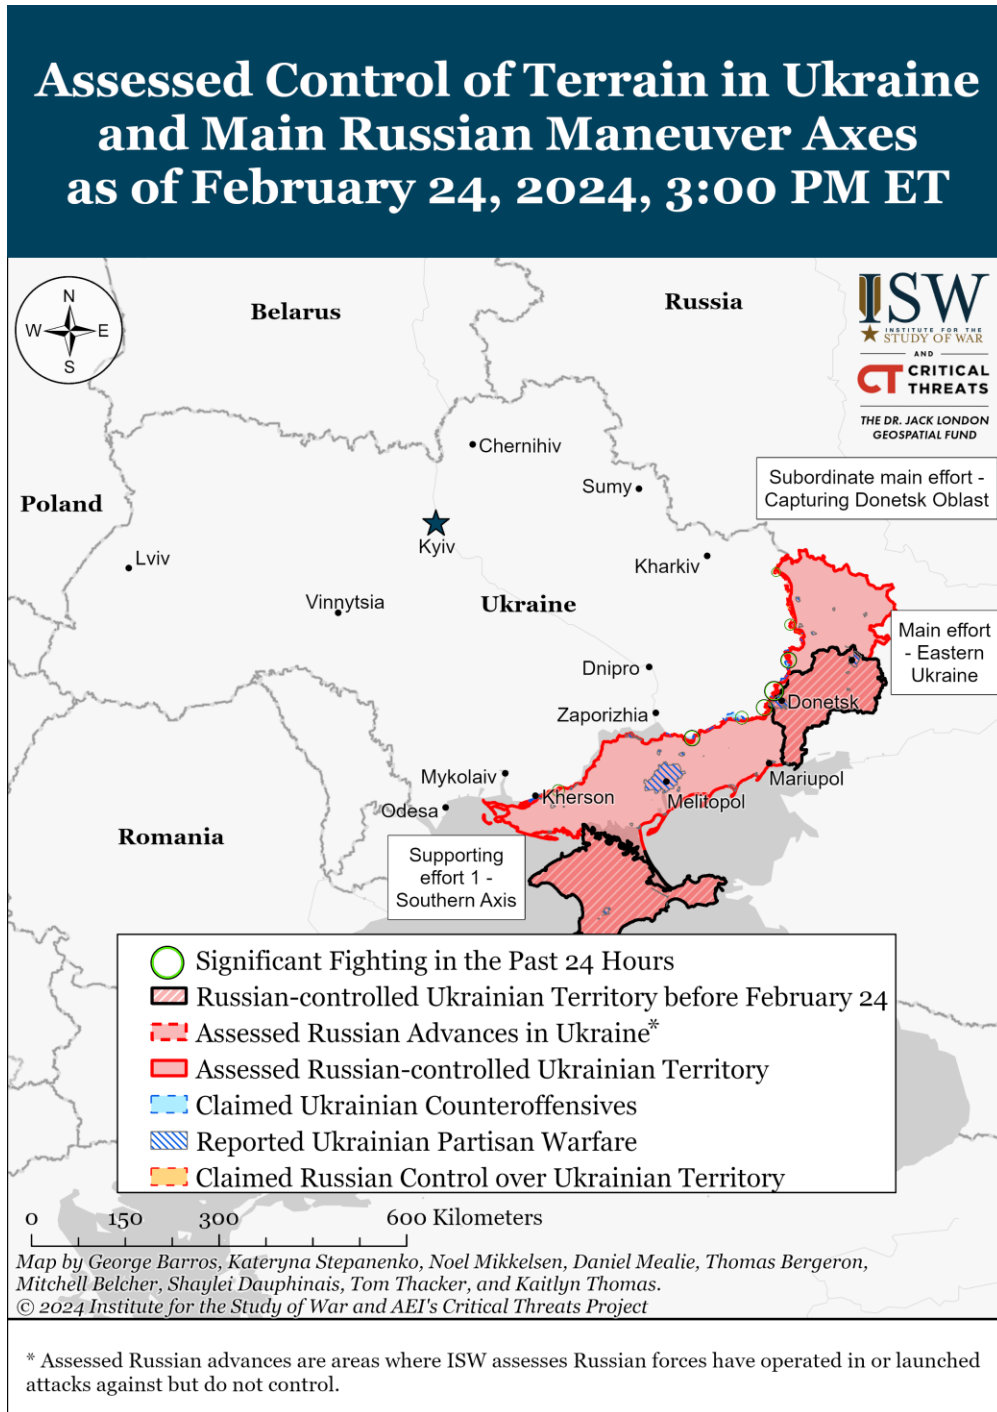 Assessed Control of Terrain in Ukraine
and Main Russian Maneuver Axes
as of February 24, 2024, 3:00 PM ET
N
W
E
S
Belarus
Russia
ISW
INSTITUTE FOR THE
STUDY OF WAR
AND
CT CRITICAL
THREATS
THE DR. JACK LONDON
GEOSPATIAL FUND
Chernihiv
Subordinate main effort -
Capturing Donetsk Oblast
Sumy
Poland
Kyiv
Lviv
Kharkiv
Vinnytsia
Ukraine
Main effort
- Eastern
Ukraine
Dnipro
Donetsk
Zaporizhia
Mykolaiv
Mariupol
Kherson
Melitopol
Odesa
Romania
Supporting
effort 1 -
Southern Axis
Significant Fighting in the Past 24 Hours
Russian-controlled Ukrainian Territory before February 24
Assessed Russian Advances in Ukraine*
Assessed Russian-controlled Ukrainian Territory
Claimed Ukrainian Counteroffensives
Reported Ukrainian Partisan Warfare
Claimed Russian Control over Ukrainian Territory
0 150 300 600 Kilometers
Map by George Barros, Kateryna Stepanenko, Noel Mikkelsen, Daniel Mealie, Thomas Bergeron,
Mitchell Belcher, Shaylei Dauphinais, Tom Thacker, and Kaitlyn Thomas.
© 2024 Institute for the Study of War and AEI's Critical Threats Project
* Assessed Russian advances are areas where ISW assesses Russian forces have operated in or launched
attacks against but do not control.